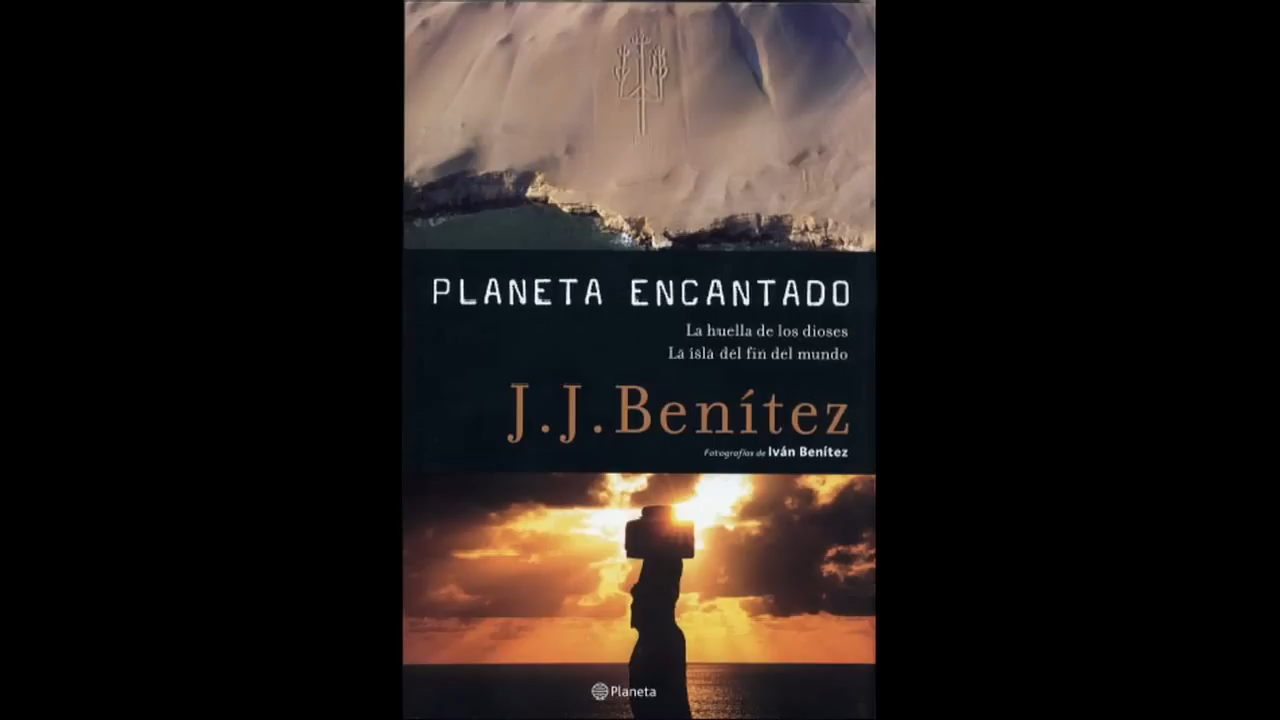 PLANETA ENCANTADO
La huella de los dioses
La isla del fin del mundo
J.J.Benítez
Fotografías de Iván Benítez
Planeta